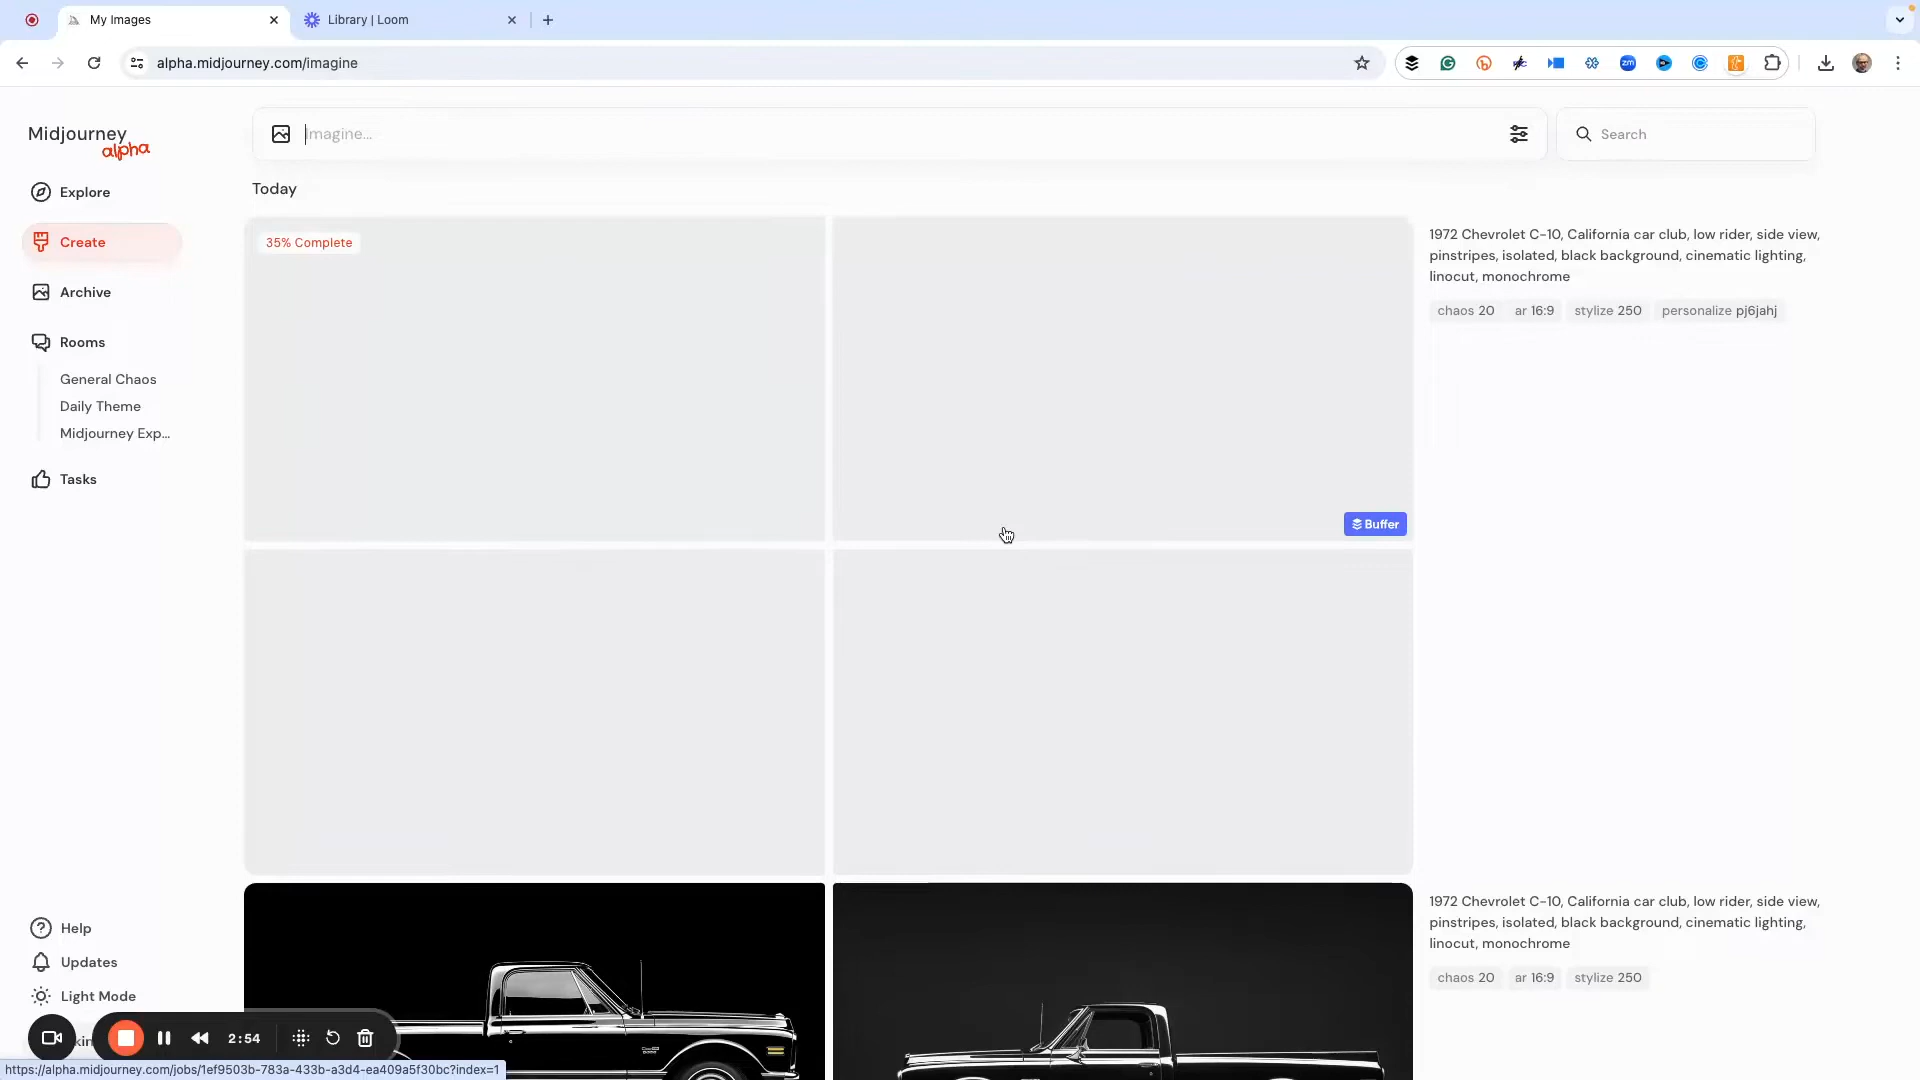 My Images
Library | Loom
alpha.midjourney.com/imagine
zm
Midjourney
alpha
Imagine...
Search
Explore
Create
Archive
Rooms
General Chaos
Daily Theme
Midjourney Exp...
Tasks
Today
35% Complete
Buffer
1972 Chevrolet C-10, California car club, low rider, side view,
pinstripes, isolated, black background, cinematic lighting,
linocut, monochrome
chaos 20 ar 16:9 stylize 250 personalize pj6jahj
1972 Chevrolet C-10, California car club, low rider, side view,
pinstripes, isolated, black background, cinematic lighting,
linocut, monochrome
chaos 20 ar 16:9 stylize 250
Help
Updates
Light Mode
2:54
https://alpha.midjourney.com/jobs/1ef9503b-783a-433b-a3d4-ea409a5f30bc?index=1